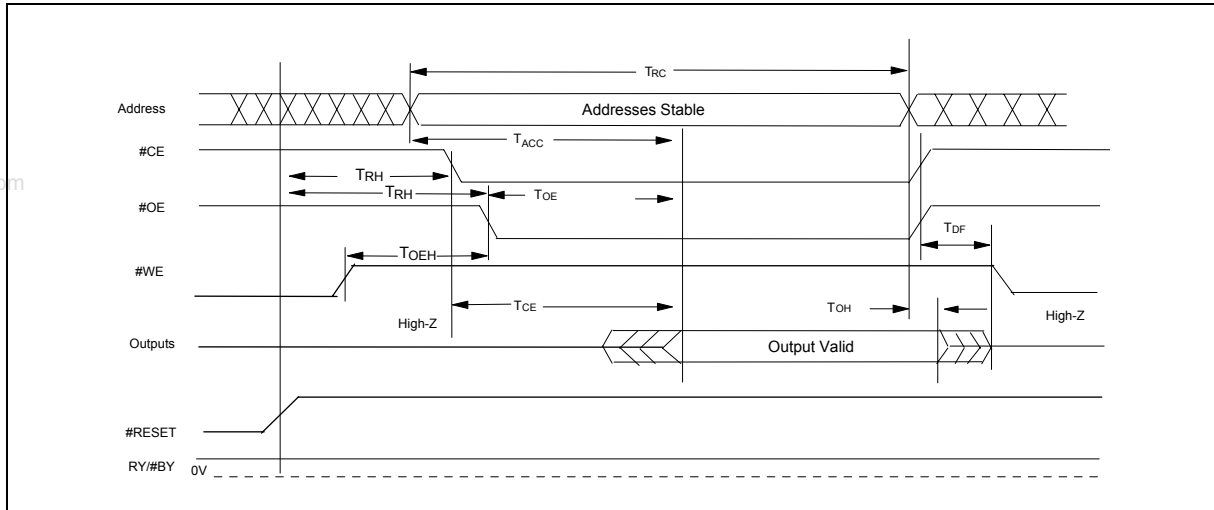 TRC
Address
Addresses Stable
TACC
#CE
om
TRH
TRH
TOE
#OE
TDF
TOEH
#WE
TCE
TOH
High-Z
High-Z
Outputs
Output Valid
#RESET
RY/#BY
0V